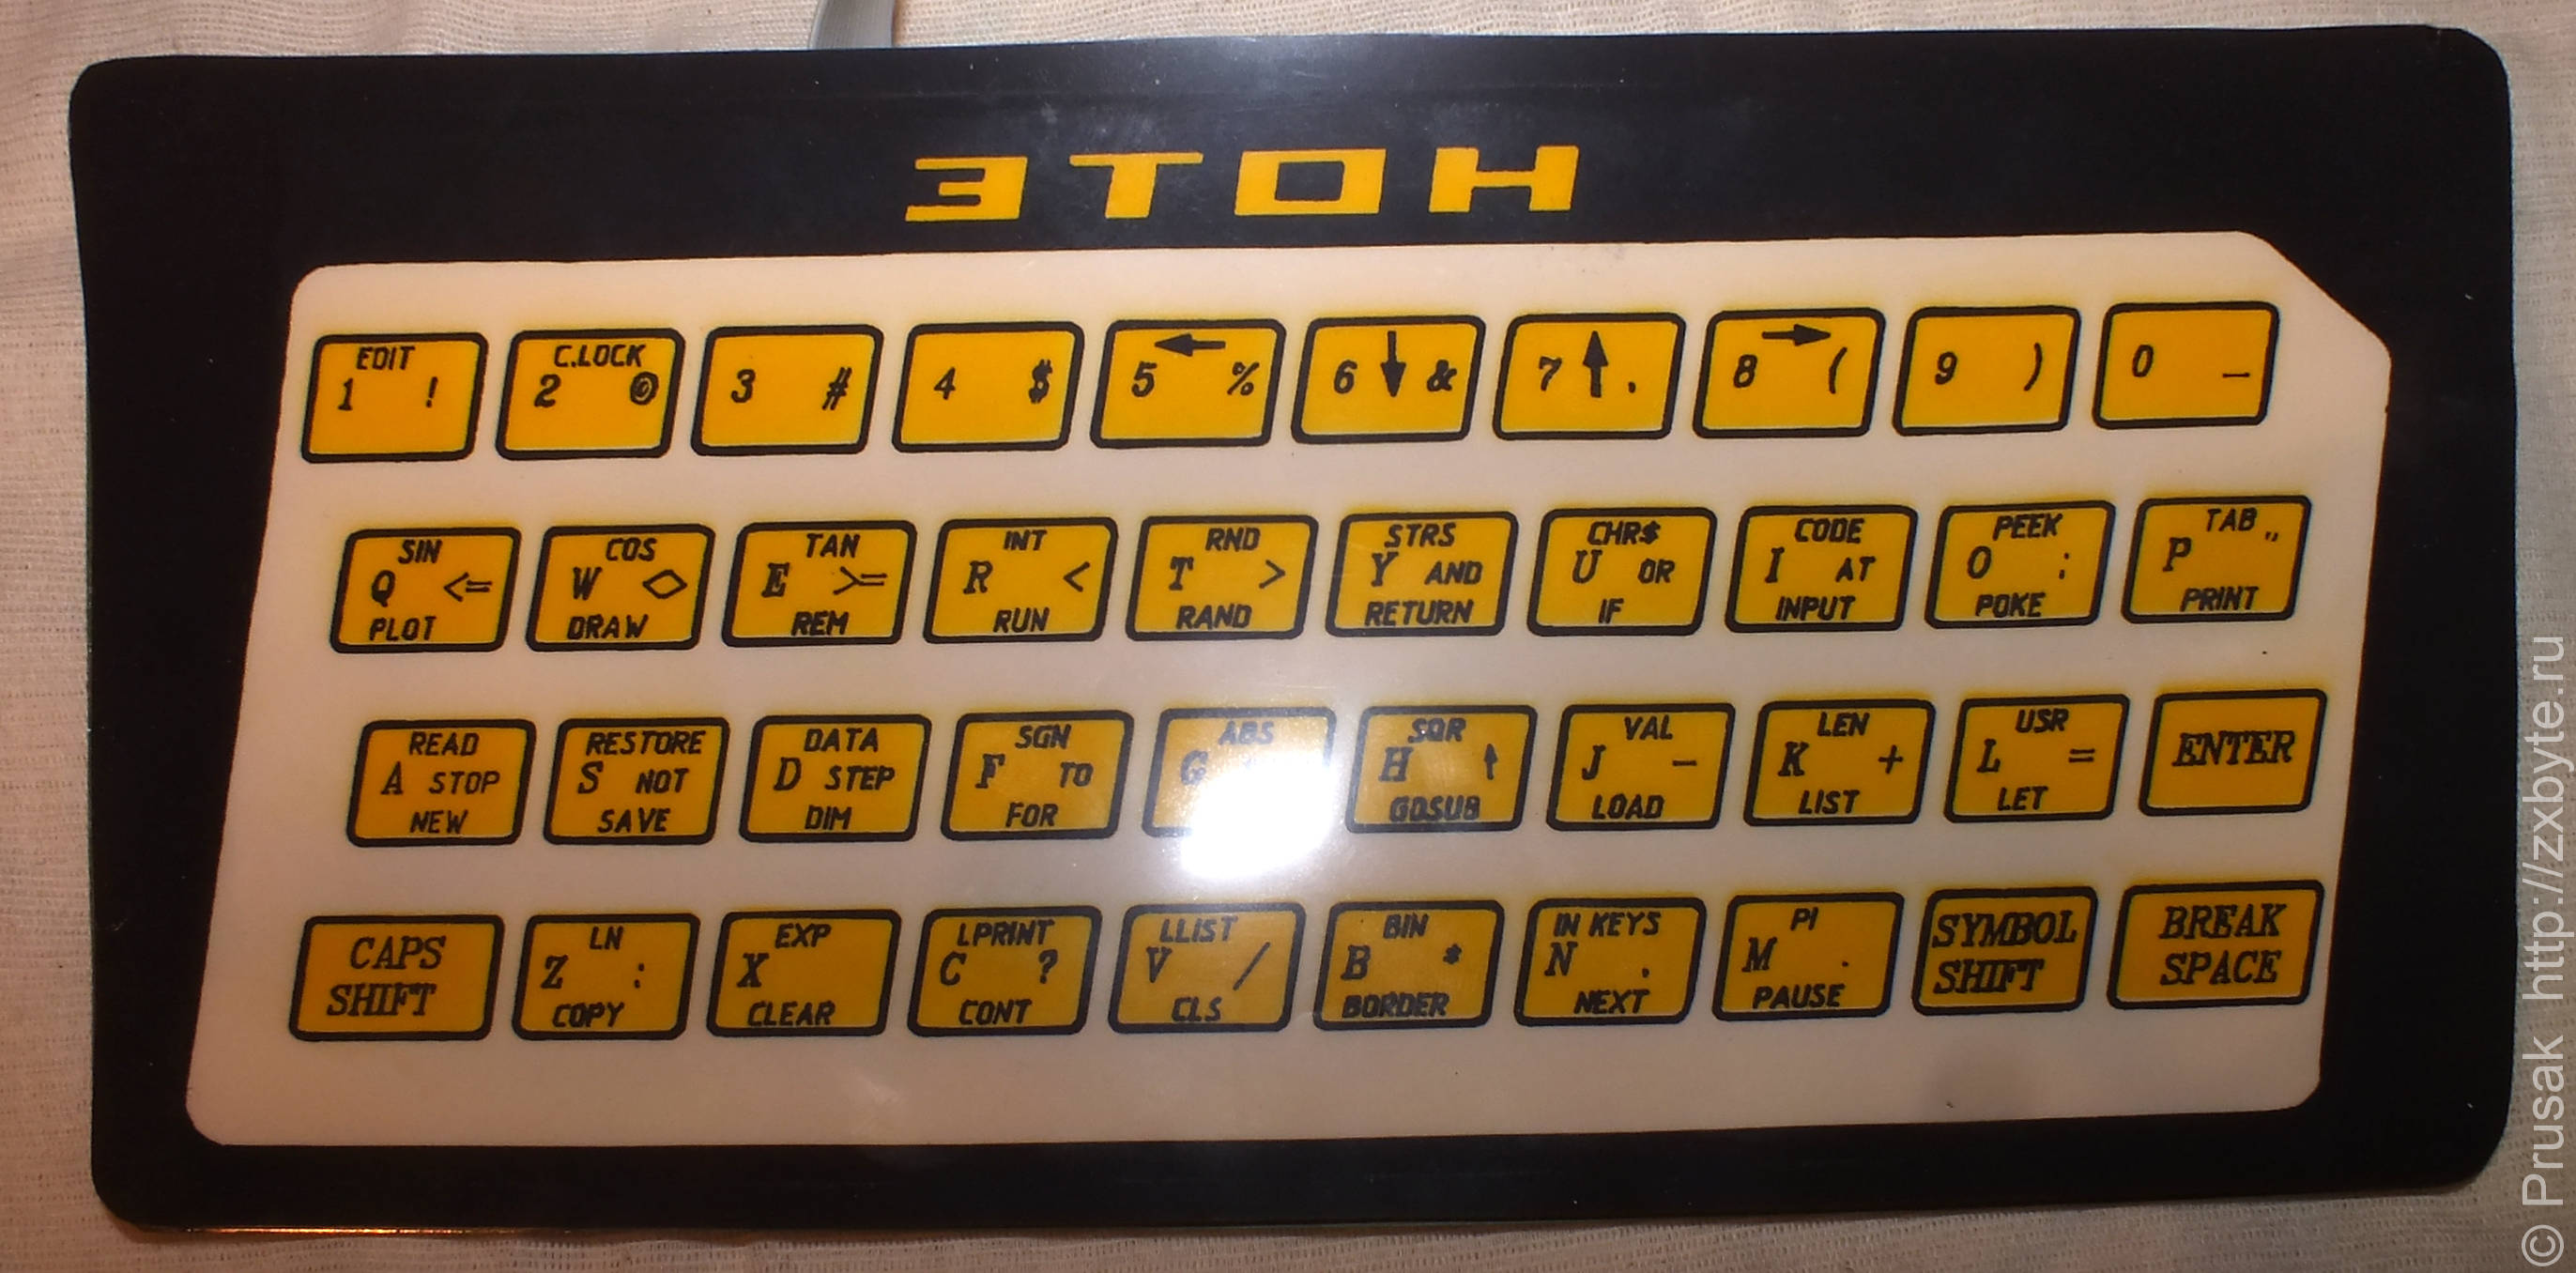 ЭТОН
EDIT 1 !
C.LOCK 2 @
3 #
4 $
← 5 %
6 ↓ &
7 ↑ .
→ 8 (
9 )
0 _
SIN Q <= PLOT
COS W <> DRAW
TAN E >= REM
INT R < RUN
RND T > RAND
STRS Y AND RETURN
CHR$ U OR IF
CODE I AT INPUT
PEEK O : POKE
TAB P " PRINT
READ A STOP NEW
RESTORE S NOT SAVE
DATA D STEP DIM
SGN F TO FOR
ABS G
SQR H ↑ GOSUB
VAL J – LOAD
LEN K + LIST
USR L = LET
ENTER
CAPS SHIFT
LN Z : COPY
EXP X CLEAR
LPRINT C ? CONT
LLIST V / CLS
BIN B * BORDER
IN KEYS N , NEXT
PI M . PAUSE
SYMBOL SHIFT
BREAK SPACE
© Prusak http://zxbyte.ru